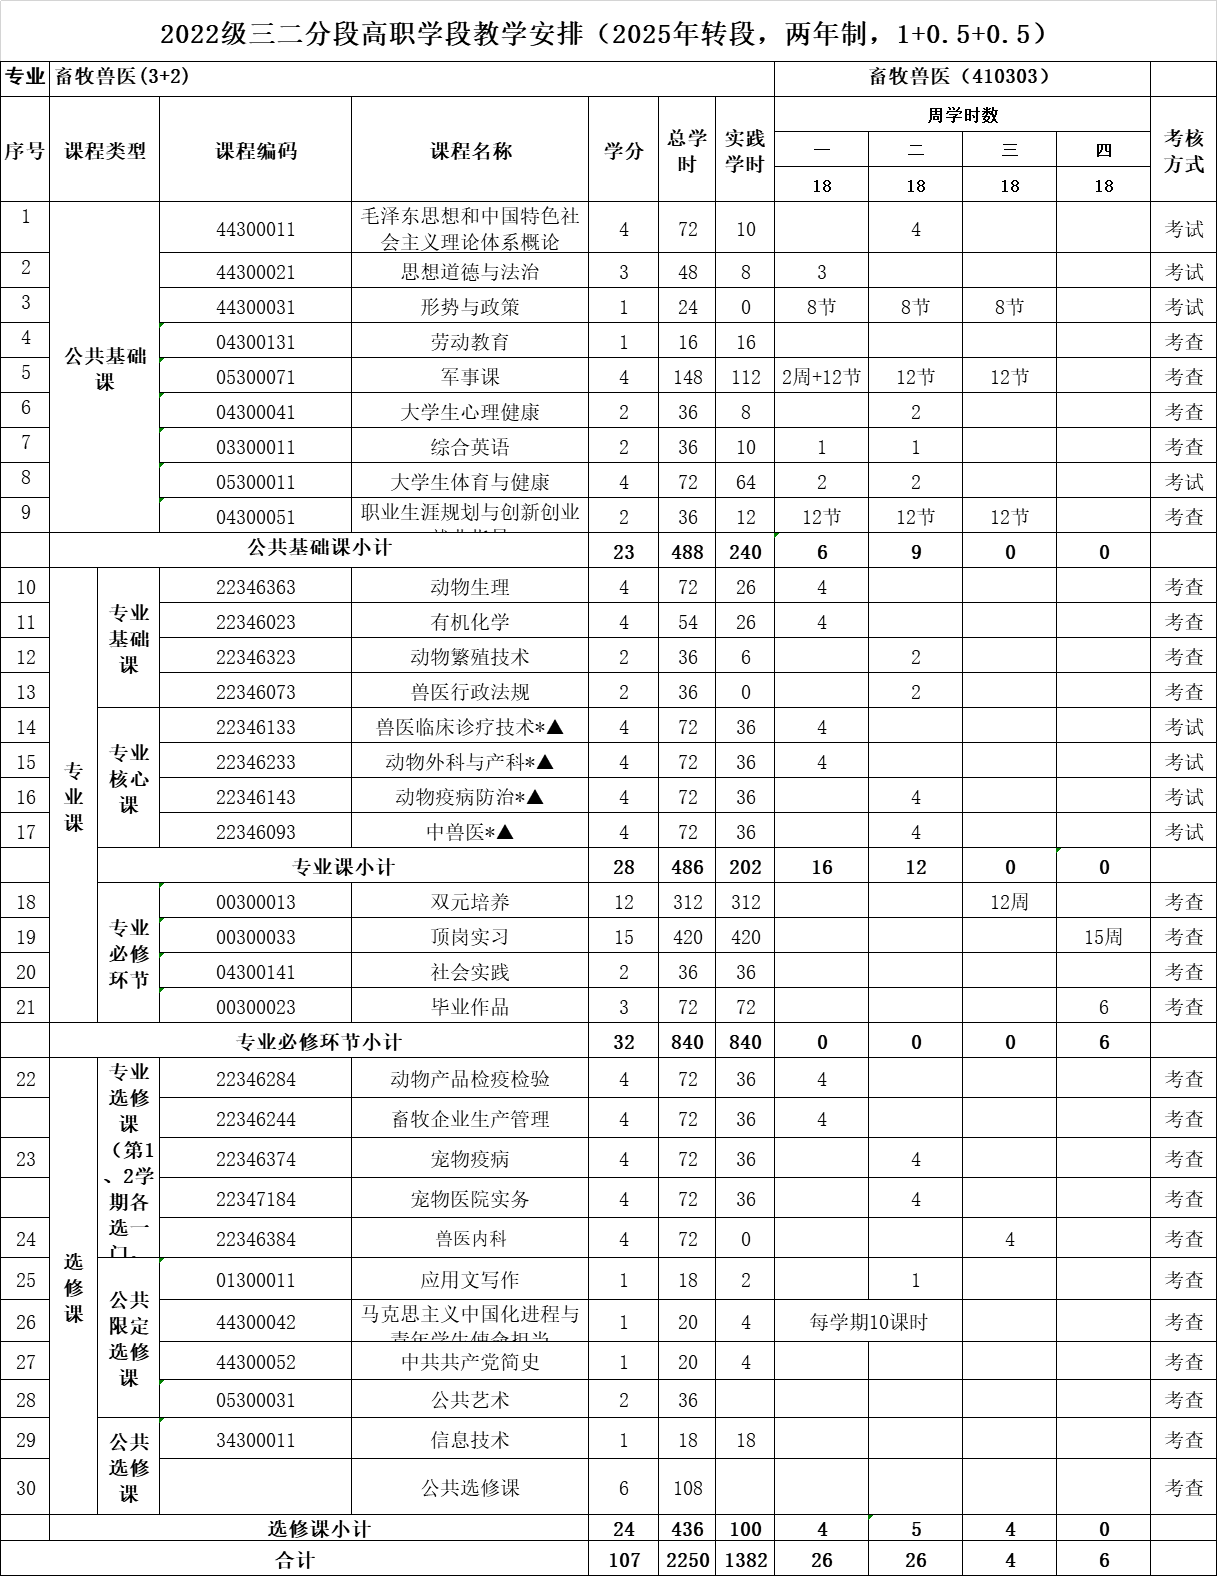 2022级三二分段高职学段教学安排（2025年转段，两年制，1+0.5+0.5）
专业 畜牧兽医(3+2) 畜牧兽医（410303）
序号 课程类型 课程编码 课程名称 学分 总学时 实践学时 周学时数 考核方式
一 二 三 四
18 18 18 18
公共基础课
1 44300011 毛泽东思想和中国特色社会主义理论体系概论 4 72 10 4 考试
2 44300021 思想道德与法治 3 48 8 3 考试
3 44300031 形势与政策 1 24 0 8节 8节 8节 考试
4 04300131 劳动教育 1 16 16 考查
5 05300071 军事课 4 148 112 2周+12节 12节 12节 考查
6 04300041 大学生心理健康 2 36 8 2 考查
7 03300011 综合英语 2 36 10 1 1 考查
8 05300011 大学生体育与健康 4 72 64 2 2 考试
9 04300051 职业生涯规划与创新创业 2 36 12 12节 12节 12节 考查
公共基础课小计 23 488 240 6 9 0 0
专业课
专业基础课
10 22346363 动物生理 4 72 26 4 考查
11 22346023 有机化学 4 54 26 4 考查
12 22346323 动物繁殖技术 2 36 6 2 考查
13 22346073 兽医行政法规 2 36 0 2 考查
专业核心课
14 22346133 兽医临床诊疗技术*▲ 4 72 36 4 考试
15 22346233 动物外科与产科*▲ 4 72 36 4 考试
16 22346143 动物疫病防治*▲ 4 72 36 4 考试
17 22346093 中兽医*▲ 4 72 36 4 考试
专业课小计 28 486 202 16 12 0 0
专业必修环节
18 00300013 双元培养 12 312 312 12周 考查
19 00300033 顶岗实习 15 420 420 15周 考查
20 04300141 社会实践 2 36 36 考查
21 00300023 毕业作品 3 72 72 6 考查
专业必修环节小计 32 840 840 0 0 0 6
选修课
专业选修课（第1、2学期各选一门、
22 22346284 动物产品检疫检验 4 72 36 4 考查
22346244 畜牧企业生产管理 4 72 36 4 考查
23 22346374 宠物疫病 4 72 36 4 考查
22347184 宠物医院实务 4 72 36 4 考查
24 22346384 兽医内科 4 72 0 4 考查
公共限定选修课
25 01300011 应用文写作 1 18 2 1 考查
26 44300042 马克思主义中国化进程与青年学生使命担当 1 20 4 每学期10课时 考查
27 44300052 中共共产党简史 1 20 4 考查
28 05300031 公共艺术 2 36 考查
公共选修课
29 34300011 信息技术 1 18 18 考查
30 公共选修课 6 108 考查
选修课小计 24 436 100 4 5 4 0
合计 107 2250 1382 26 26 4 6